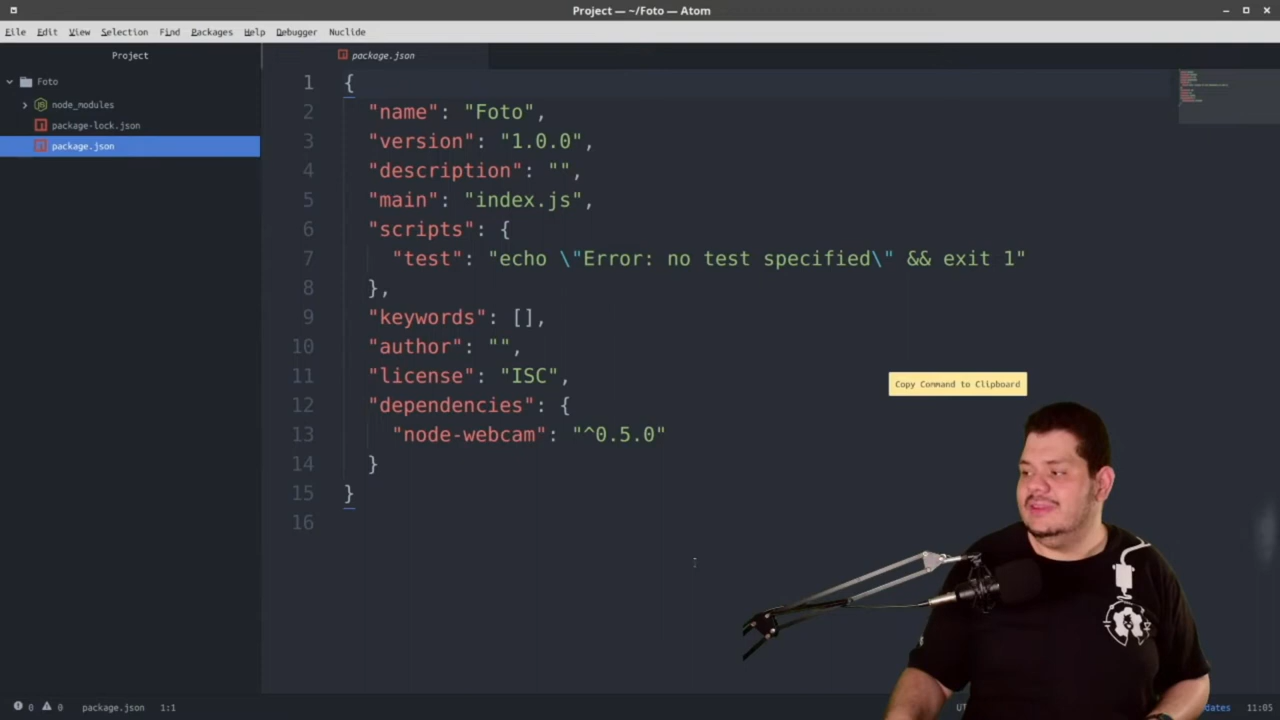 Project — ~/Foto — Atom
File Edit View Selection Find Packages Help Debugger Nuclide
Project
package.json
Foto
node_modules
package-lock.json
package.json
1 {
2 "name": "Foto",
3 "version": "1.0.0",
4 "description": "",
5 "main": "index.js",
6 "scripts": {
7 "test": "echo \"Error: no test specified\" && exit 1"
8 },
9 "keywords": [],
10 "author": "",
11 "license": "ISC",
12 "dependencies": {
13 "node-webcam": "^0.5.0"
14 }
15 }
16
Copy Command to Clipboard
0 0 package.json 1:1
11:05